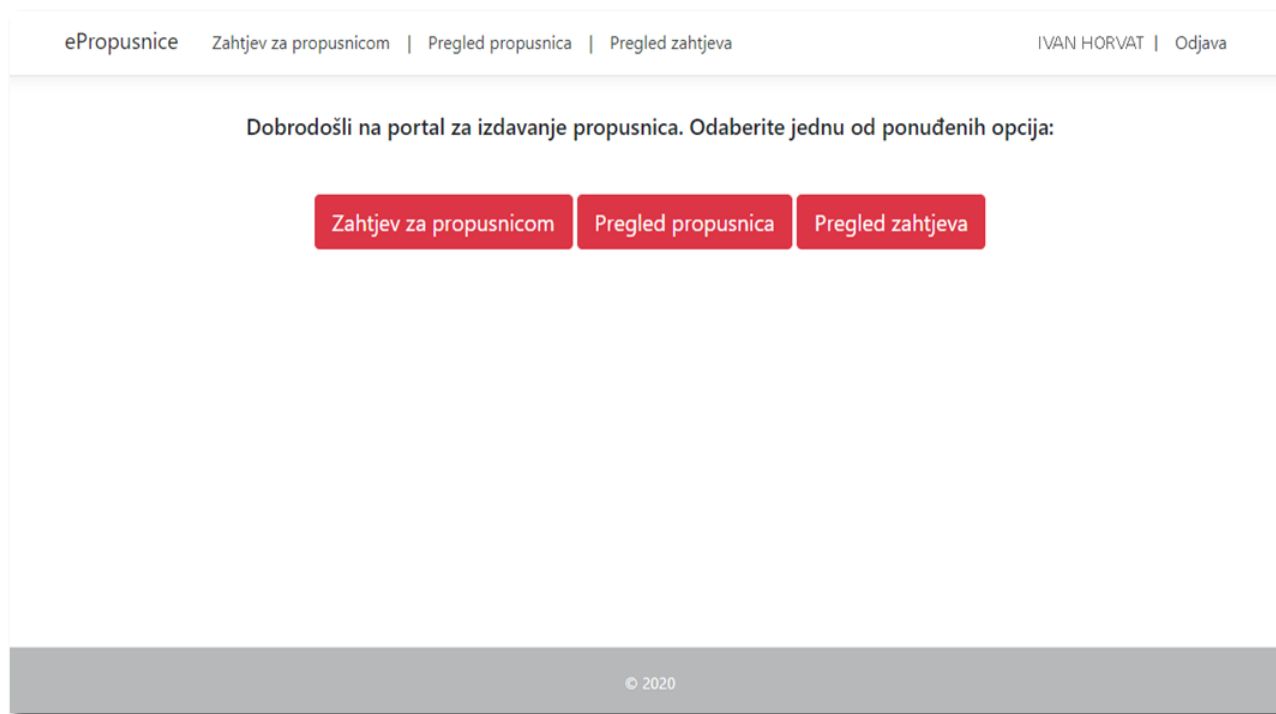 ePropusnice Zahtjev za propusnicom | Pregled propusnica | Pregled zahtjeva IVAN HORVAT | Odjava
Dobrodošli na portal za izdavanje propusnica. Odaberite jednu od ponuđenih opcija:
Zahtjev za propusnicom Pregled propusnica Pregled zahtjeva
© 2020